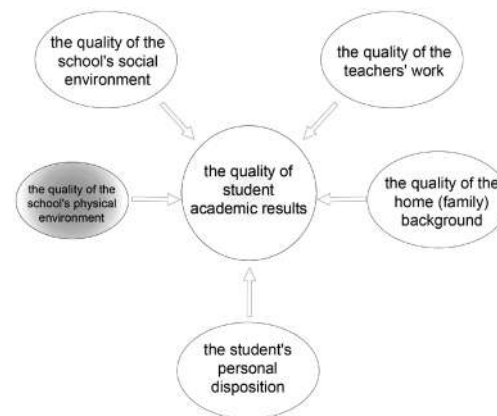 the quality of the
school's social
environment
the quality of the
teachers' work
the quality of the
school's physical
environment
the quality of
student
academic results
the quality of the
home (family)
background
the student's
personal
disposition